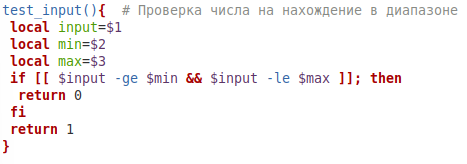 test_input(){  # Проверка числа на нахождение в диапазоне
 local input=$1
 local min=$2
 local max=$3
 if [[ $input -ge $min && $input -le $max ]]; then
  return 0
 fi
 return 1
}